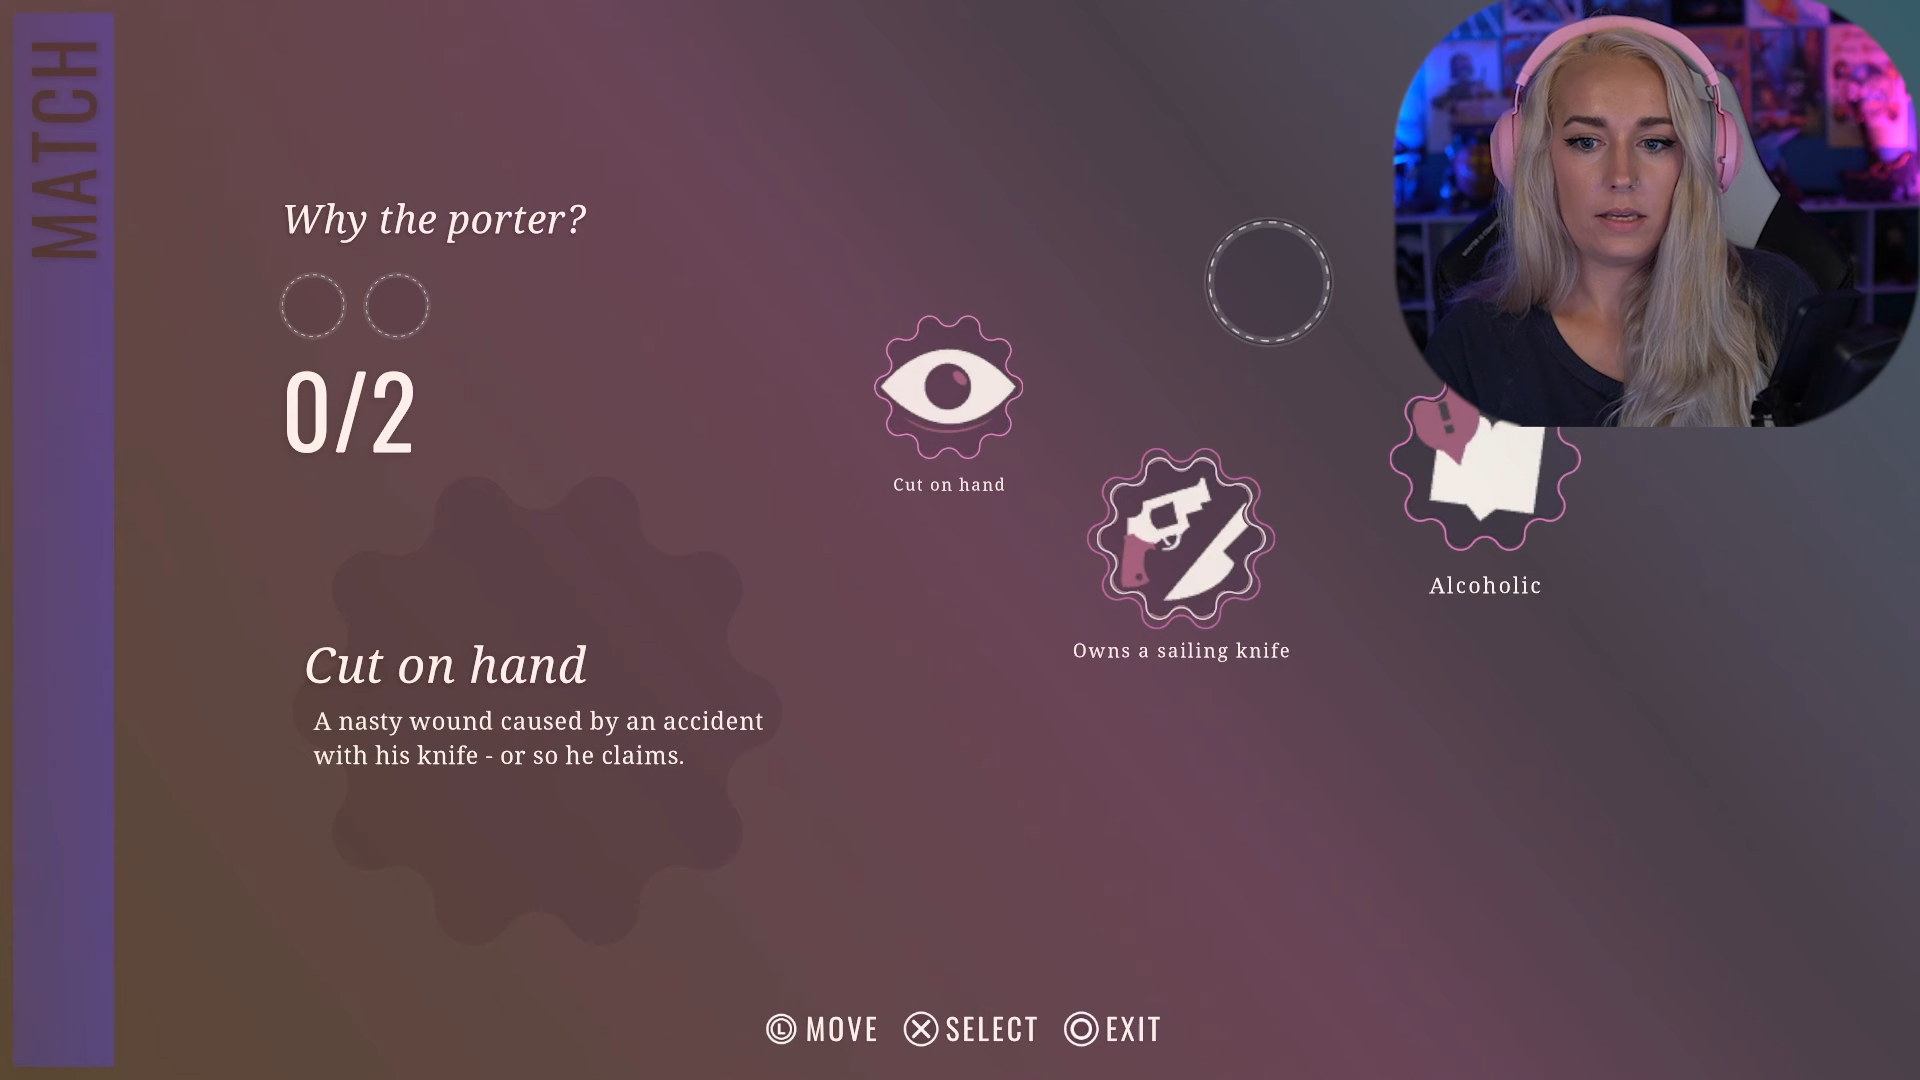 MATCH
Why the porter?
0/2
Cut on hand
Owns a sailing knife
Alcoholic
Cut on hand
A nasty wound caused by an accident
with his knife - or so he claims.
L MOVE SELECT EXIT